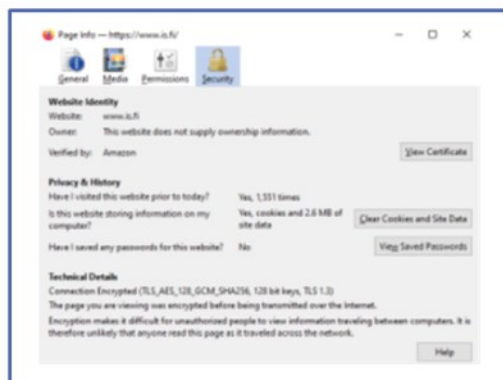 Page Info — https://www.is.fi/
General Media Permissions Security
Website Identity
Website: www.is.fi
Owner: This website does not supply ownership information.
Verified by: Amazon View Certificate
Privacy & History
Have I visited this website prior to today? Yes, 1,551 times
Is this website storing information on my Yes, cookies and 2.6 MB of Clear Cookies and Site Data
computer? site data
Have I saved any passwords for this website? No View Saved Passwords
Technical Details
Connection Encrypted (TLS_AES_128_GCM_SHA256, 128 bit keys, TLS 1.3)
The page you are viewing was encrypted before being transmitted over the Internet.
Encryption makes it difficult for unauthorized people to view information traveling between computers. It is
therefore unlikely that anyone read this page as it traveled across the network.
Help